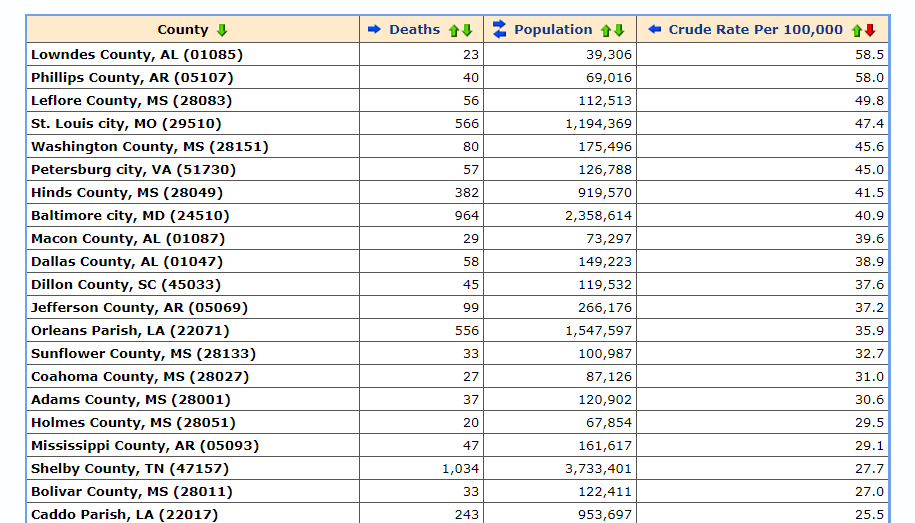 County Deaths Population Crude Rate Per 100,000
Lowndes County, AL (01085) 23 39,306 58.5
Phillips County, AR (05107) 40 69,016 58.0
Leflore County, MS (28083) 56 112,513 49.8
St. Louis city, MO (29510) 566 1,194,369 47.4
Washington County, MS (28151) 80 175,496 45.6
Petersburg city, VA (51730) 57 126,788 45.0
Hinds County, MS (28049) 382 919,570 41.5
Baltimore city, MD (24510) 964 2,358,614 40.9
Macon County, AL (01087) 29 73,297 39.6
Dallas County, AL (01047) 58 149,223 38.9
Dillon County, SC (45033) 45 119,532 37.6
Jefferson County, AR (05069) 99 266,176 37.2
Orleans Parish, LA (22071) 556 1,547,597 35.9
Sunflower County, MS (28133) 33 100,987 32.7
Coahoma County, MS (28027) 27 87,126 31.0
Adams County, MS (28001) 37 120,902 30.6
Holmes County, MS (28051) 20 67,854 29.5
Mississippi County, AR (05093) 47 161,617 29.1
Shelby County, TN (47157) 1,034 3,733,401 27.7
Bolivar County, MS (28011) 33 122,411 27.0
Caddo Parish, LA (22017) 243 953,697 25.5